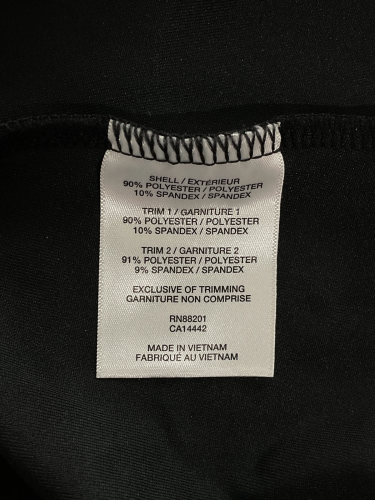 SHELL / EXTÉRIEUR
90% POLYESTER / POLYESTER
10% SPANDEX / SPANDEX
TRIM 1 / GARNITURE 1
90% POLYESTER / POLYESTER
10% SPANDEX / SPANDEX
TRIM 2 / GARNITURE 2
91% POLYESTER / POLYESTER
9% SPANDEX / SPANDEX
EXCLUSIVE OF TRIMMING
GARNITURE NON COMPRISE
RN88201
CA14442
MADE IN VIETNAM
FABRIQUÉ AU VIETNAM